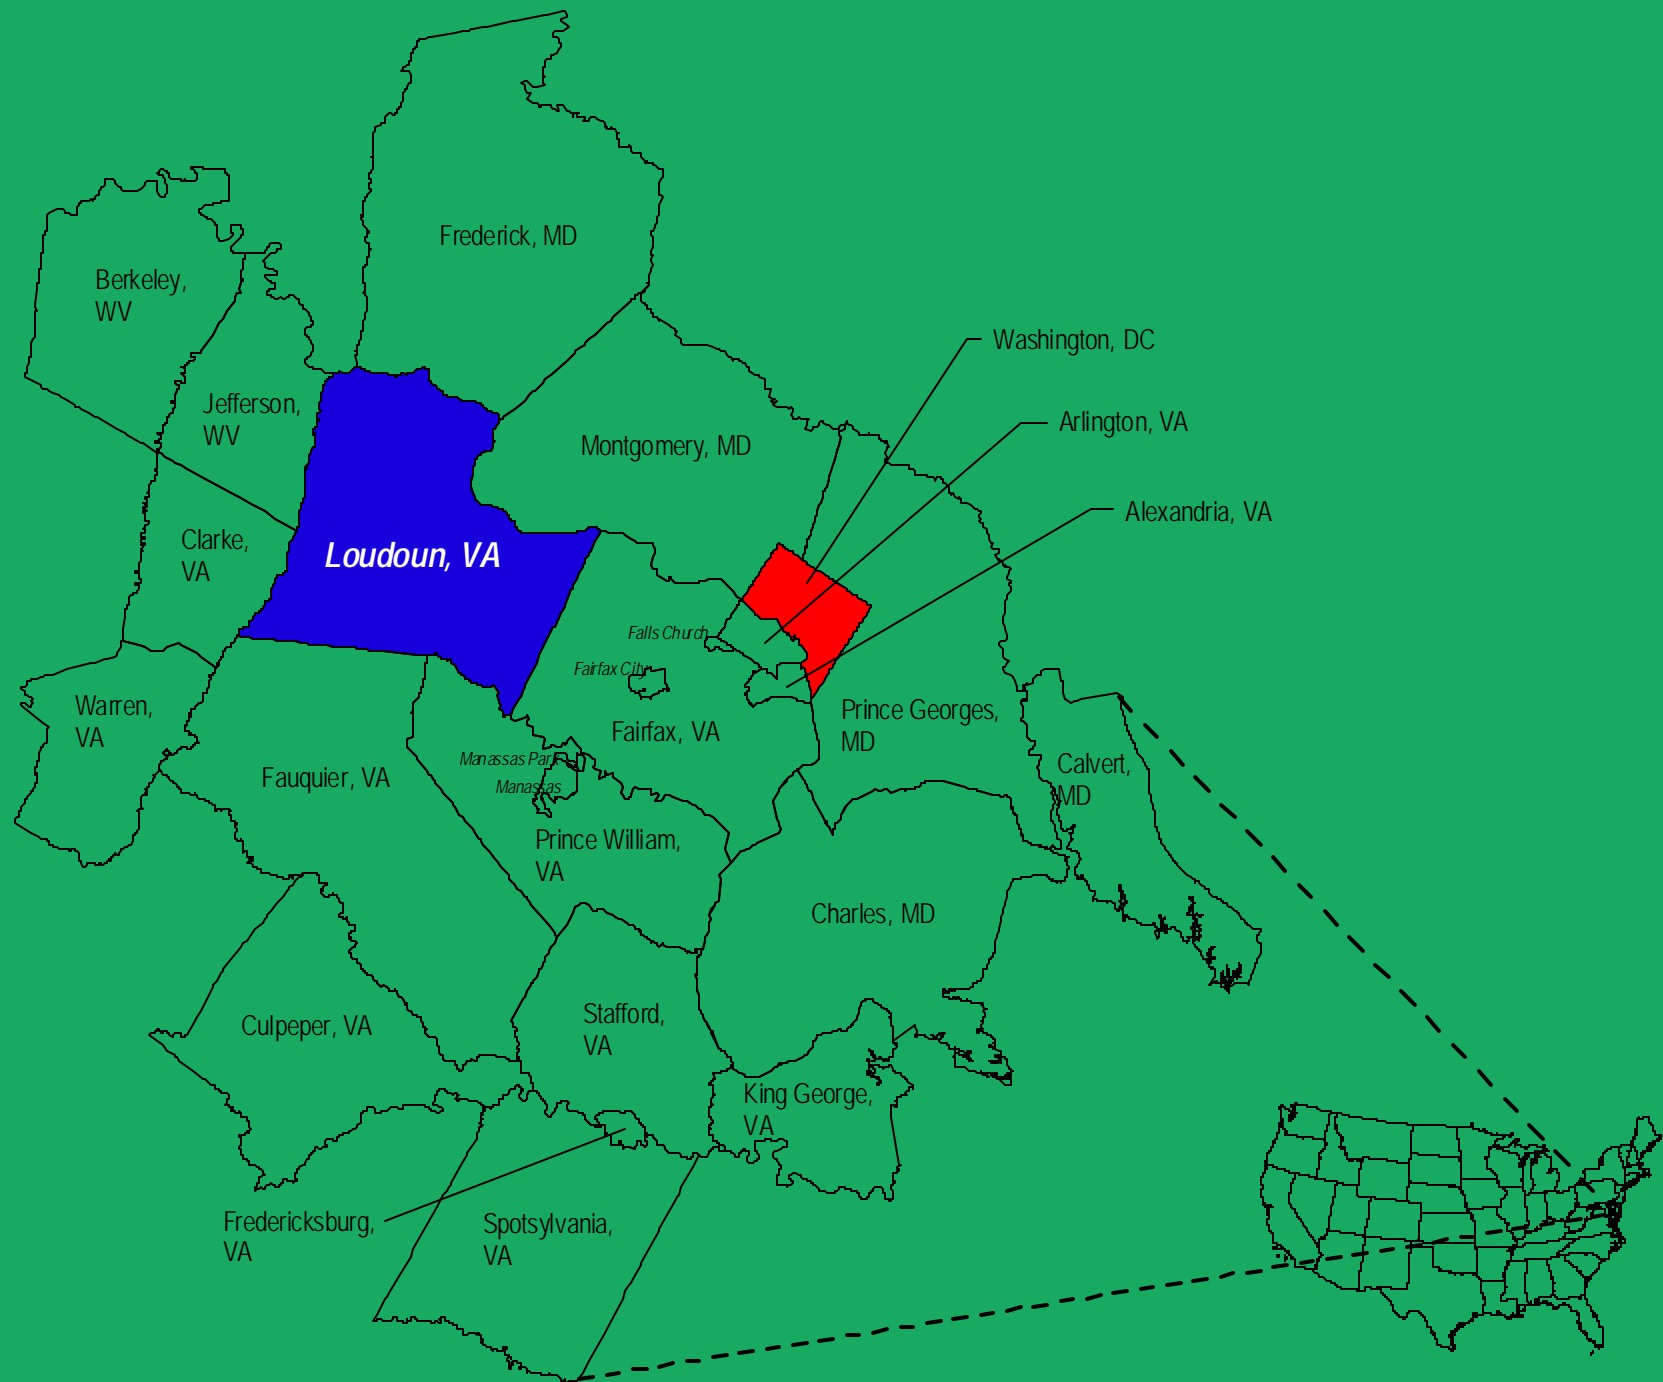 Frederick, MD
Berkeley,
WV
Washington, DC
Jefferson,
WV
Arlington, VA
Montgomery, MD
Alexandria, VA
Clarke,
VA
Loudoun, VA
Falls Church
Fairfax City
Warren,
VA
Prince Georges,
MD
Fairfax, VA
Manassas Park
Calvert,
MD
Fauquier, VA
Manassas
Prince William,
VA
Charles, MD
Culpeper, VA
Stafford,
VA
King George,
VA
Fredericksburg,
VA
Spotsylvania,
VA